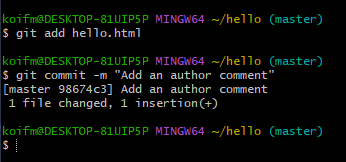 koifm@DESKTOP-81UIP5P MINGW64 ~/hello (master)
$ git add hello.html
koifm@DESKTOP-81UIP5P MINGW64 ~/hello (master)
$ git commit -m "Add an author comment"
[master 98674c3] Add an author comment
 1 file changed, 1 insertion(+)
koifm@DESKTOP-81UIP5P MINGW64 ~/hello (master)
$